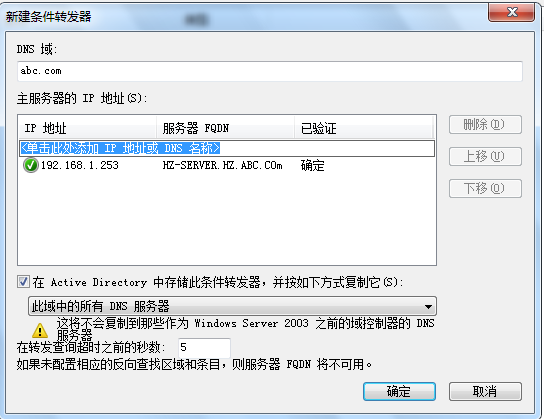 新建条件转发器
DNS 域:
abc.com
主服务器的 IP 地址(S):
IP 地址 服务器 FQDN 已验证 删除(D)
<单击此处添加 IP 地址或 DNS 名称>
192.168.1.253 HZ-SERVER.HZ.ABC.COm 确定 上移(U)
下移(O)
在 Active Directory 中存储此条件转发器，并按如下方式复制它(S):
此域中的所有 DNS 服务器
这将不会复制到那些作为 Windows Server 2003 之前的域控制器的 DNS
服务器
在转发查询超时之前的秒数: 5
如果未配置相应的反向查找区域和条目，则服务器 FQDN 将不可用。
确定 取消